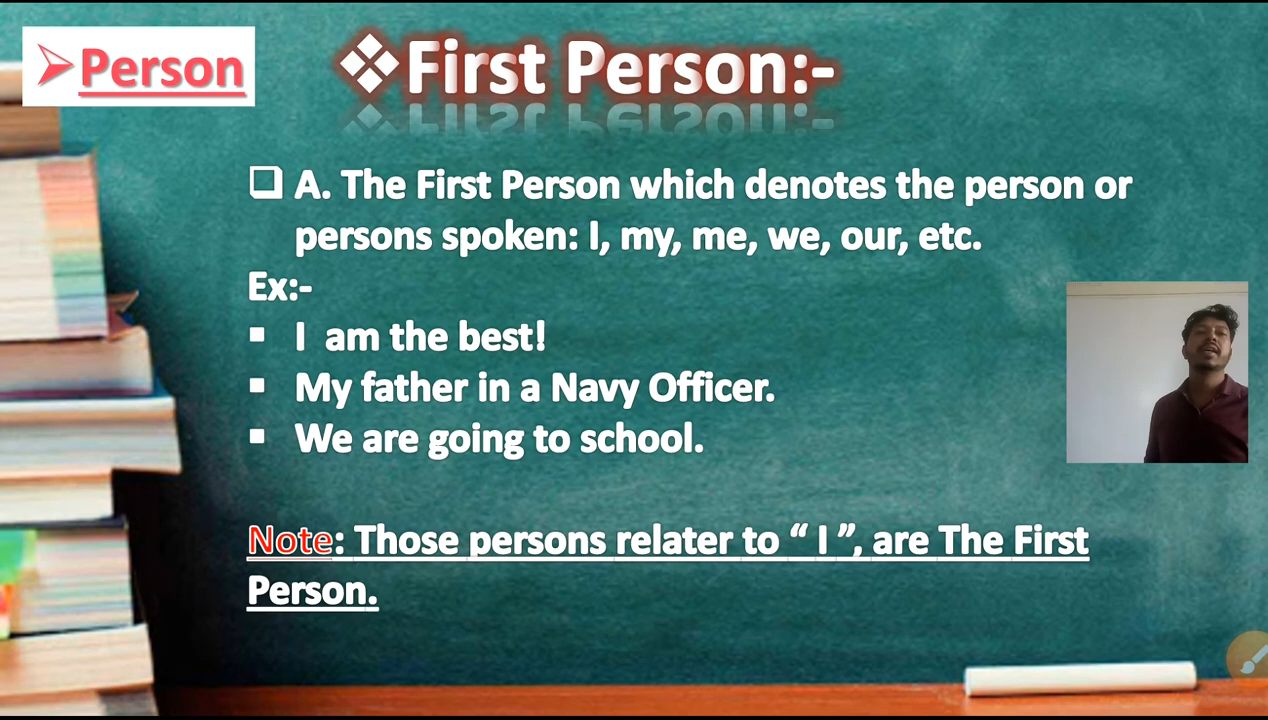 Person
First Person:-
A. The First Person which denotes the person or
persons spoken: I, my, me, we, our, etc.
Ex:-
I am the best!
My father in a Navy Officer.
We are going to school.
Note: Those persons relater to “ I ”, are The First
Person.